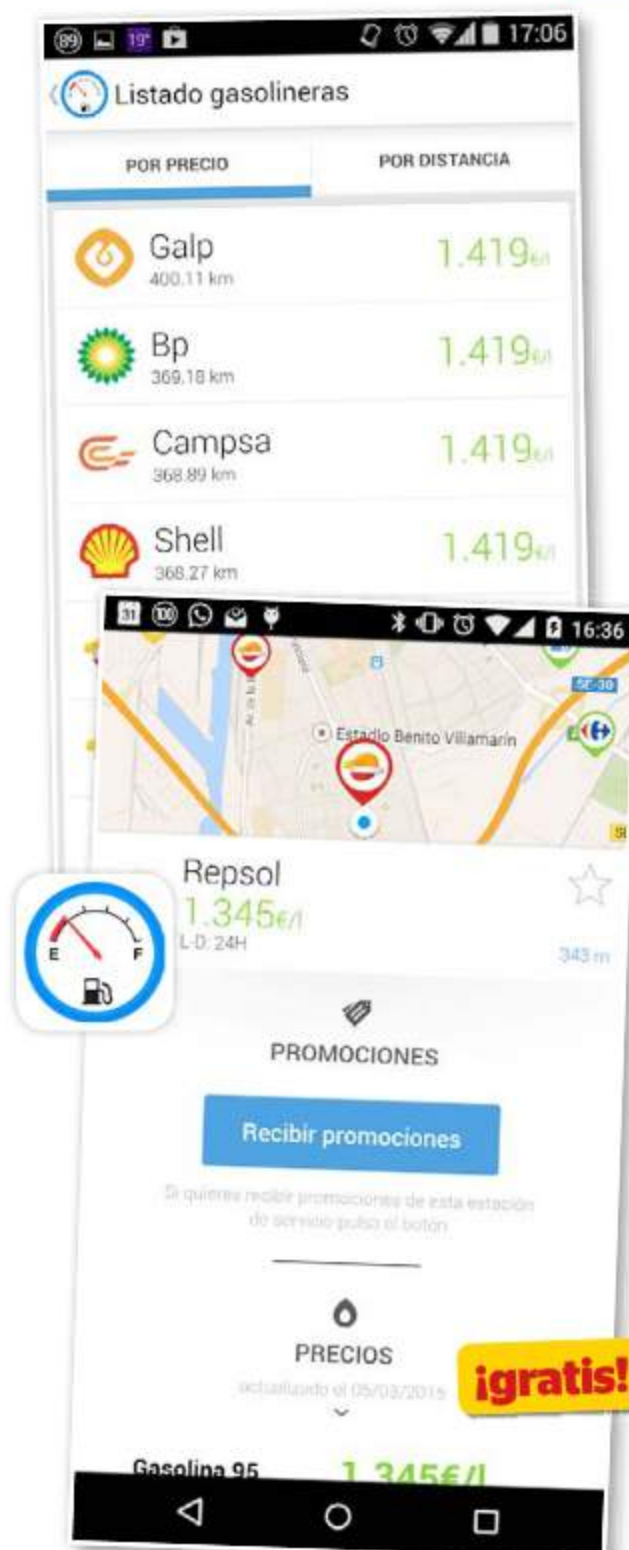 89 19° 17:06
Listado gasolineras
POR PRECIO POR DISTANCIA
Galp 1.419€/l
400.11 km
Bp 1.419€/l
369.18 km
Campsa 1.419€/l
368.89 km
Shell 1.419€/l
368.27 km
31 100 16:36
SE-30
Estadio Benito Villamarín
Repsol
1.345€/l
L-D: 24H
343 m
E F
PROMOCIONES
Recibir promociones
Si quieres recibir promociones de esta estación
de servicio pulsa el botón
PRECIOS
actualizado el 05/03/2015
¡gratis!
Gasolina 95 1.345€/l